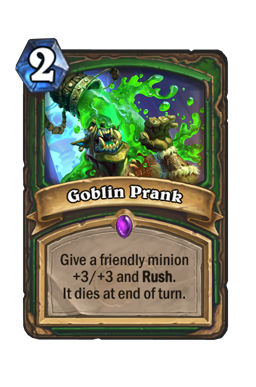 2
Goblin Prank
Give a friendly minion
+3/+3 and Rush.
It dies at end of turn.